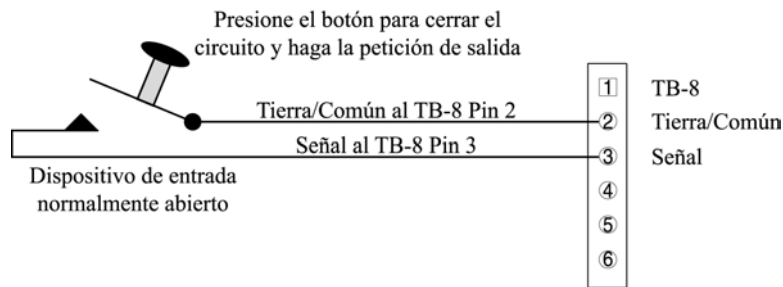 Presione el botón para cerrar el
circuito y haga la petición de salida
1 TB-8
Tierra/Común al TB-8 Pin 2
2 Tierra/Común
Señal al TB-8 Pin 3
3 Señal
Dispositivo de entrada
normalmente abierto
4
5
6